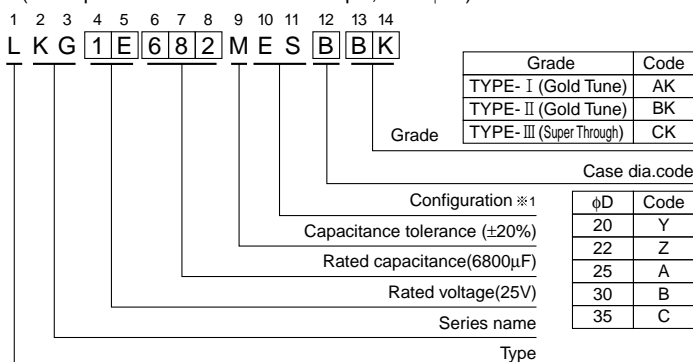 1 2 3 4 5 6 7 8 9 10 11 12 13 14
L K G 1 E 6 8 2 M E S B B K
Grade Code
TYPE-Ⅰ (Gold Tune) AK
TYPE-Ⅱ (Gold Tune) BK
TYPE-Ⅲ (Super Through) CK
Grade
Case dia.code
Configuration ※1
Capacitance tolerance (±20%)
Rated capacitance(6800µF)
Rated voltage(25V)
Series name
Type
ϕD Code
20 Y
22 Z
25 A
30 B
35 C